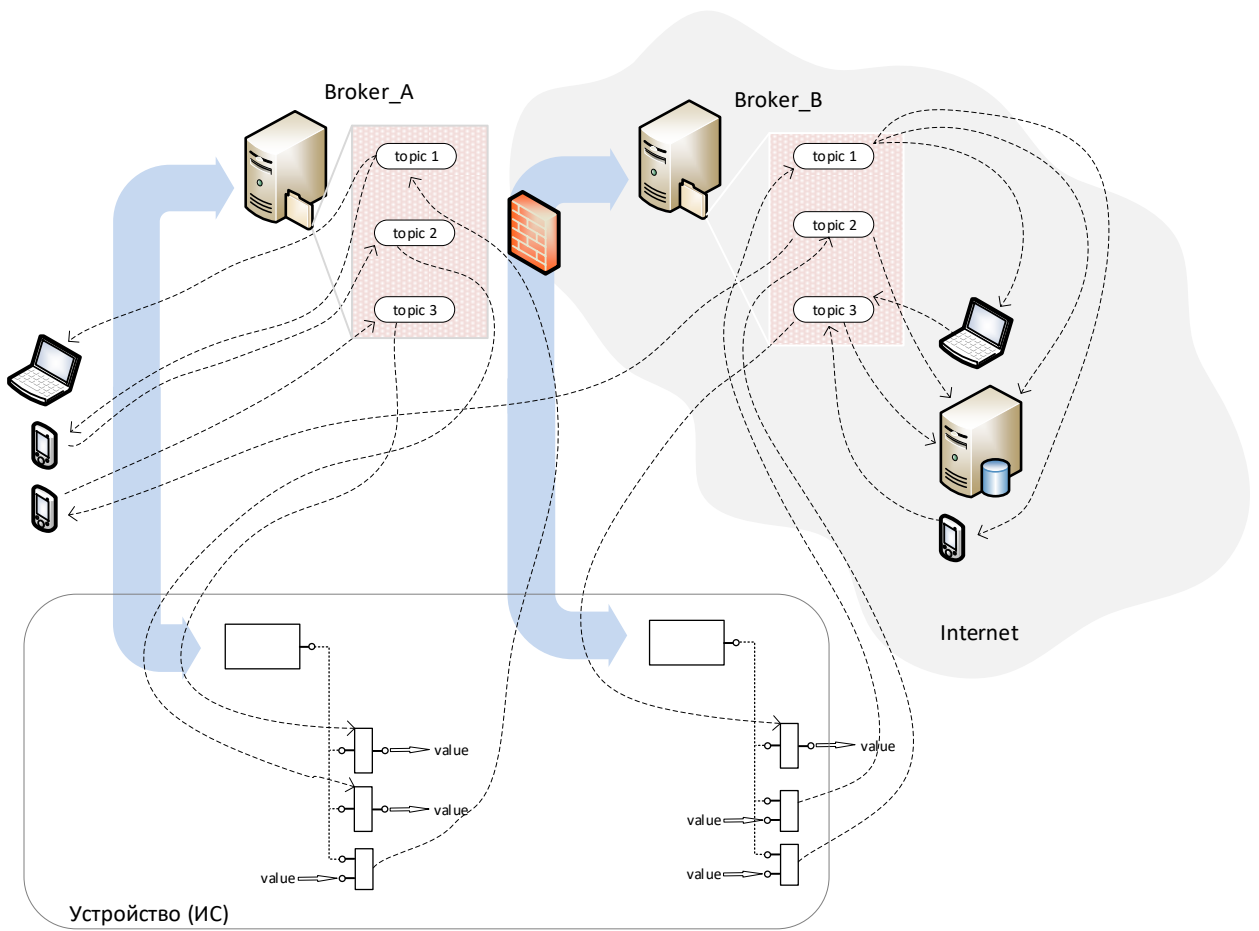 Broker_A
Broker_B
topic 1
topic 2
topic 3
topic 1
topic 2
topic 3
Internet
value
value
value
value
value
value
Устройство (ИС)